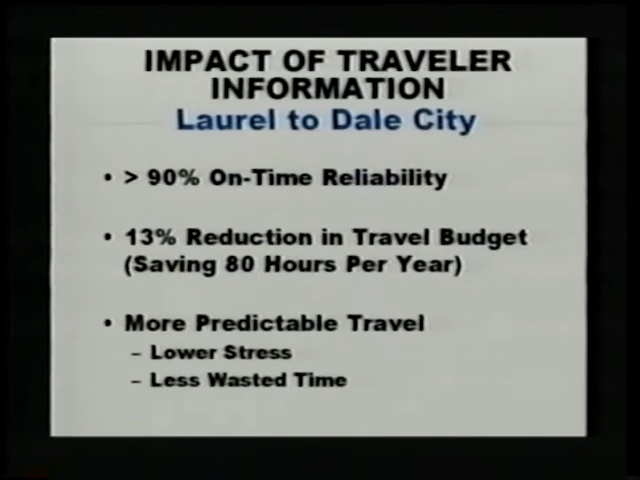 IMPACT OF TRAVELER
INFORMATION
Laurel to Dale City
• > 90% On-Time Reliability
• 13% Reduction in Travel Budget
(Saving 80 Hours Per Year)
• More Predictable Travel
– Lower Stress
– Less Wasted Time